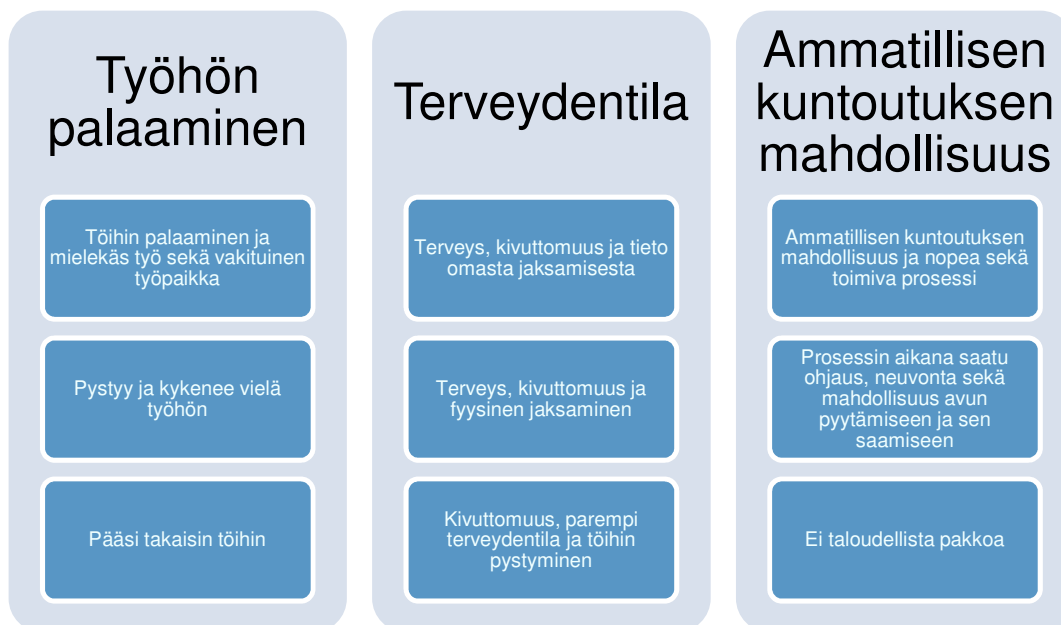 Työhön
palaaminen
Töihin palaaminen ja
mielekäs työ sekä vakituinen
työpaikka
Pystyy ja kykenee vielä
työhön
Pääsi takaisin töihin
Terveydentila
Terveys, kivuttomuus ja tieto
omasta jaksamisesta
Terveys, kivuttomuus ja
fyysinen jaksaminen
Kivuttomuus, parempi
terveydentila ja töihin
pystyminen
Ammatillisen
kuntoutuksen
mahdollisuus
Ammatillisen kuntoutuksen
mahdollisuus ja nopea sekä
toimiva prosessi
Prosessin aikana saatu
ohjaus, neuvonta sekä
mahdollisuus avun
pyytämiseen ja sen
saamiseen
Ei taloudellista pakkoa